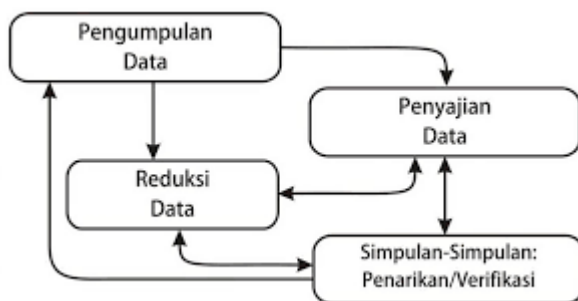 Pengumpulan
Data
Penyajian
Data
Reduksi
Data
Simpulan-Simpulan:
Penarikan/Verifikasi